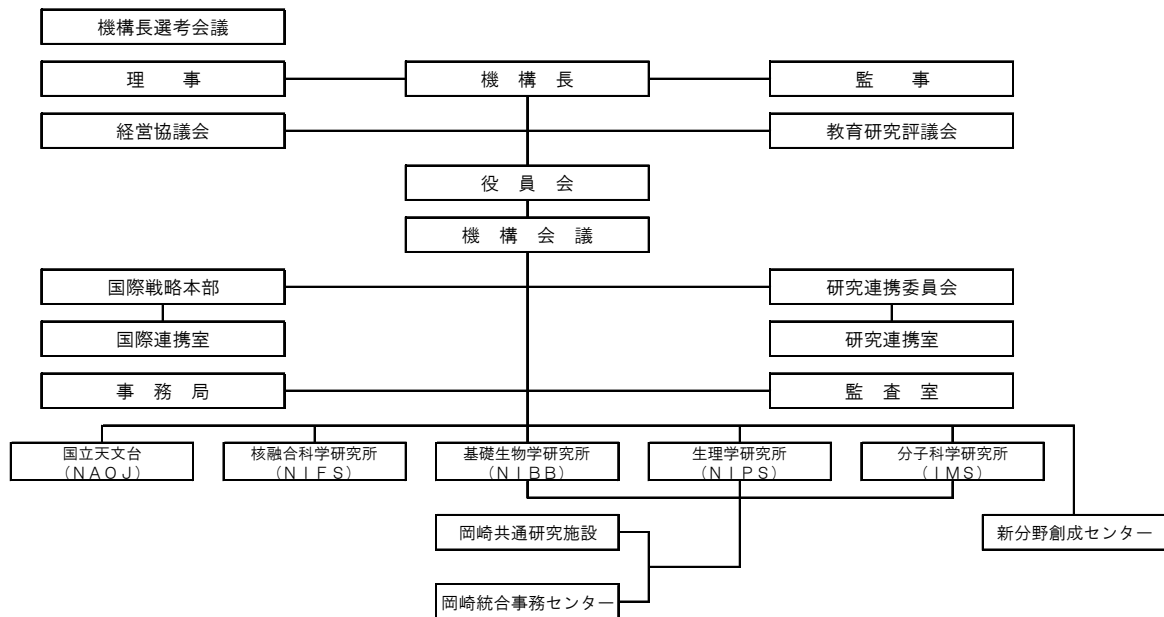 機構長選考会議
理　事
機　構　長
監　事
経営協議会
教育研究評議会
役　員　会
機　構　会　議
国際戦略本部
研究連携委員会
国際連携室
研究連携室
事　務　局
監　査　室
国立天文台
（ＮＡＯＪ）
核融合科学研究所
（ＮＩＦＳ）
基礎生物学研究所
（ＮＩＢＢ）
生理学研究所
（ＮＩＰＳ）
分子科学研究所
（ＩＭＳ）
岡崎共通研究施設
新分野創成センター
岡崎統合事務センター